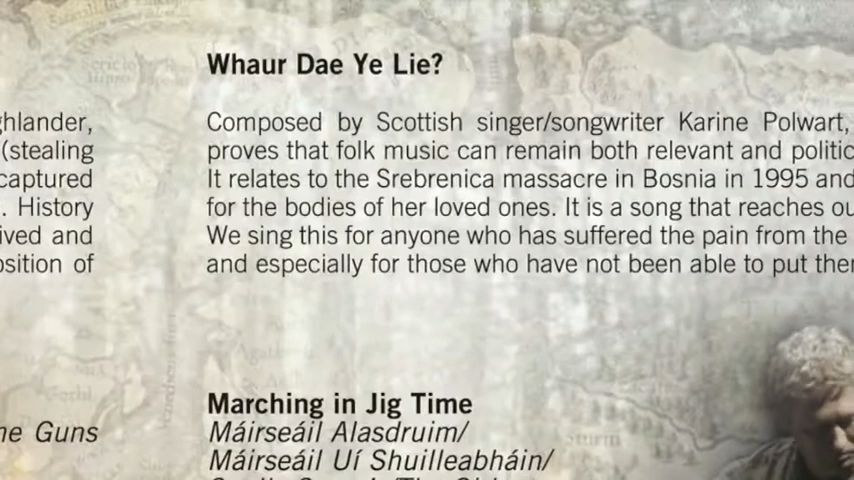 Whaur Dae Ye Lie?
ghlander,
(stealing
captured
. History
ived and
osition of
Composed by Scottish singer/songwriter Karine Polwart,
proves that folk music can remain both relevant and politic
It relates to the Srebrenica massacre in Bosnia in 1995 and
for the bodies of her loved ones. It is a song that reaches ou
We sing this for anyone who has suffered the pain from the
and especially for those who have not been able to put ther
ne Guns
Marching in Jig Time
Máirseáil Alasdruim/
Máirseáil Uí Shuilleabháin/
Sturm